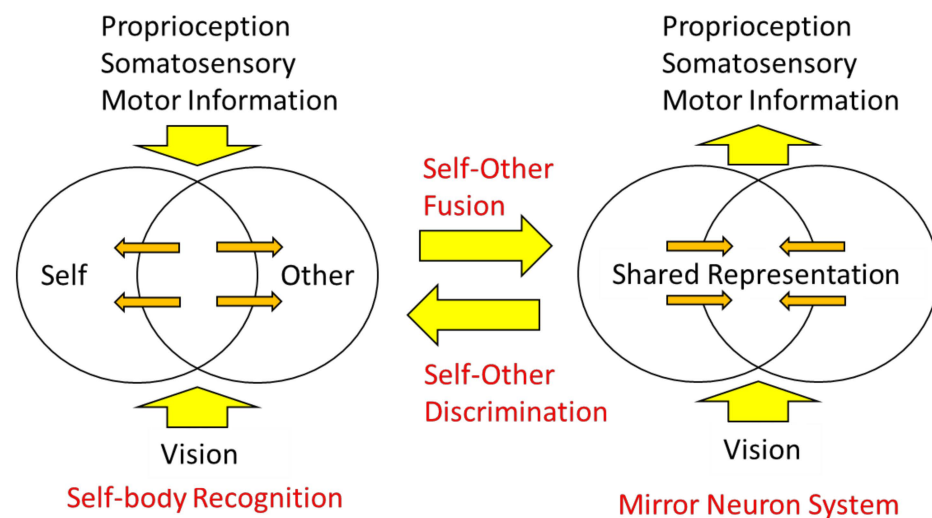 Proprioception
Somatosensory
Motor Information
Self
Other
Vision
Self-body Recognition
Self-Other
Fusion
Self-Other
Discrimination
Proprioception
Somatosensory
Motor Information
Shared Representation
Vision
Mirror Neuron System